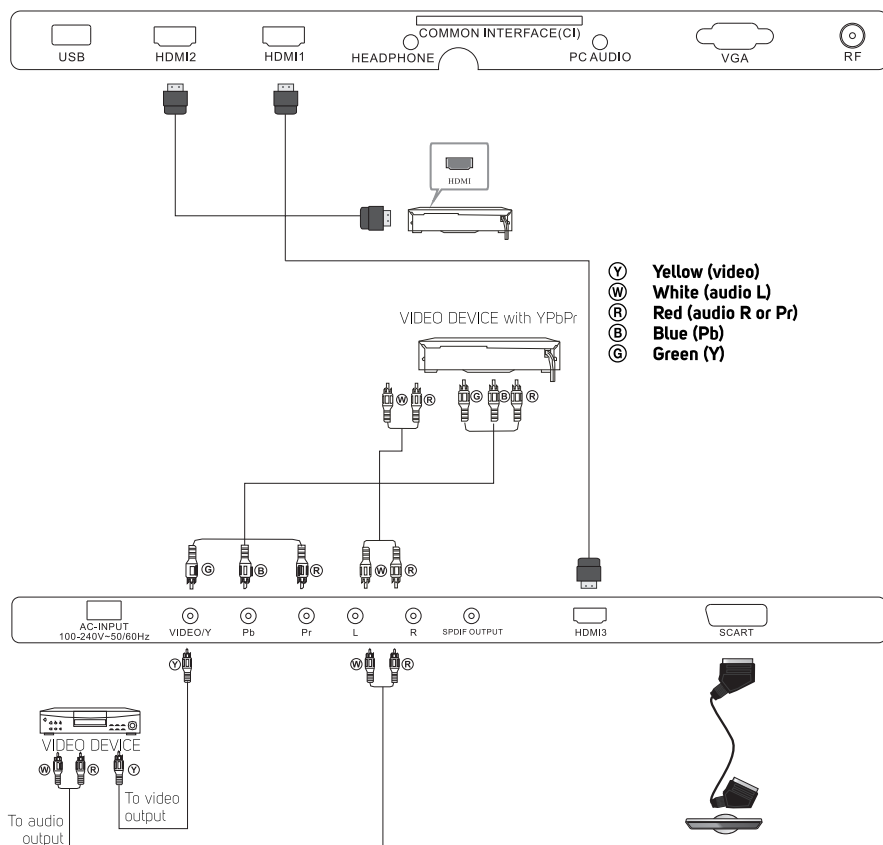 COMMON INTERFACE(CI)
USB
HDMI2
HDMI1
HEADPHONE
PC AUDIO
VGA
RF
HDMI
Y Yellow (video)
W White (audio L)
R Red (audio R or Pr)
B Blue (Pb)
G Green (Y)
VIDEO DEVICE with YPbPr
W
R
G
B
R
G
B
R
W
R
AC-INPUT
100-240V~50/60Hz
VIDEO/Y
Pb
Pr
L
R
SPDIF OUTPUT
HDMI3
SCART
Y
W
R
VIDEO DEVICE
W
R
Y
To video
output
To audio
output